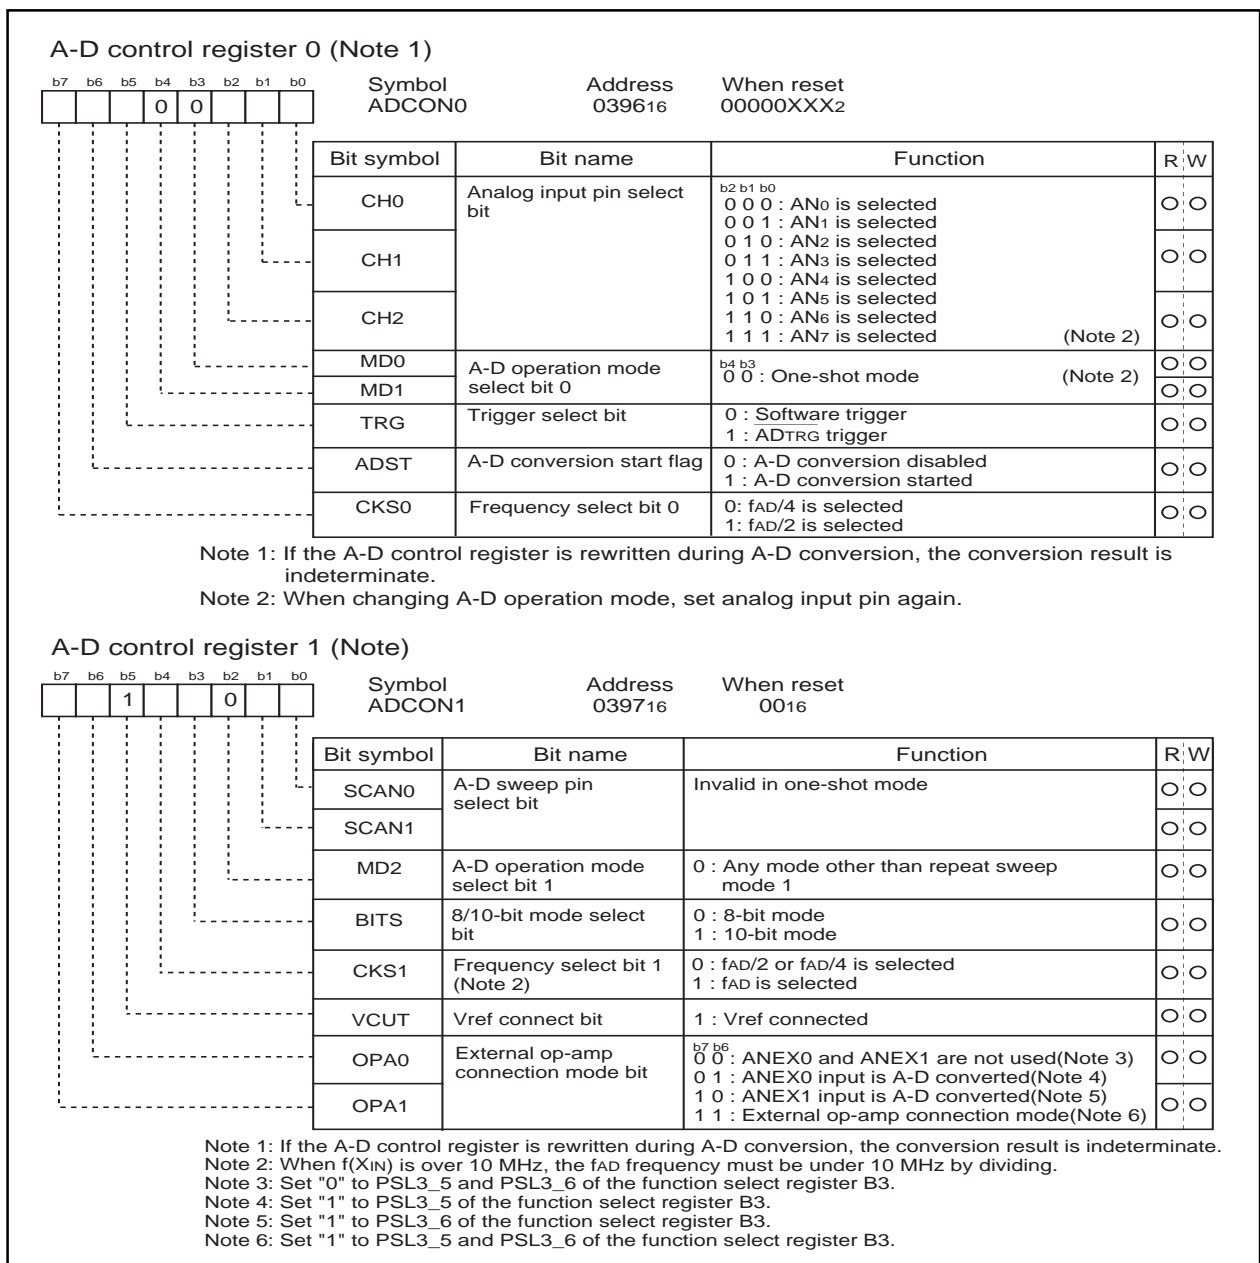 A-D control register 0 (Note 1)
b7 b6 b5 b4 b3 b2 b1 b0
0 0
Symbol Address When reset
ADCON0 039616 00000XXX2
Bit symbol Bit name Function R W
CH0 Analog input pin select bit
b2 b1 b0
0 0 0 : AN0 is selected
0 0 1 : AN1 is selected
0 1 0 : AN2 is selected
CH1 0 1 1 : AN3 is selected
1 0 0 : AN4 is selected
1 0 1 : AN5 is selected
CH2 1 1 0 : AN6 is selected
1 1 1 : AN7 is selected (Note 2)
MD0 A-D operation mode select bit 0
b4 b3
0 0 : One-shot mode (Note 2)
MD1
TRG Trigger select bit 0 : Software trigger
1 : ADTRG trigger
ADST A-D conversion start flag 0 : A-D conversion disabled
1 : A-D conversion started
CKS0 Frequency select bit 0 0: fAD/4 is selected
1: fAD/2 is selected
Note 1: If the A-D control register is rewritten during A-D conversion, the conversion result is
indeterminate.
Note 2: When changing A-D operation mode, set analog input pin again.
A-D control register 1 (Note)
b7 b6 b5 b4 b3 b2 b1 b0
1 0
Symbol Address When reset
ADCON1 039716 0016
Bit symbol Bit name Function R W
SCAN0 A-D sweep pin select bit Invalid in one-shot mode
SCAN1
MD2 A-D operation mode select bit 1 0 : Any mode other than repeat sweep
mode 1
BITS 8/10-bit mode select bit 0 : 8-bit mode
1 : 10-bit mode
CKS1 Frequency select bit 1 (Note 2) 0 : fAD/2 or fAD/4 is selected
1 : fAD is selected
VCUT Vref connect bit 1 : Vref connected
OPA0 External op-amp connection mode bit
b7 b6
0 0 : ANEX0 and ANEX1 are not used(Note 3)
0 1 : ANEX0 input is A-D converted(Note 4)
OPA1 1 0 : ANEX1 input is A-D converted(Note 5)
1 1 : External op-amp connection mode(Note 6)
Note 1: If the A-D control register is rewritten during A-D conversion, the conversion result is indeterminate.
Note 2: When f(XIN) is over 10 MHz, the fAD frequency must be under 10 MHz by dividing.
Note 3: Set "0" to PSL3_5 and PSL3_6 of the function select register B3.
Note 4: Set "1" to PSL3_5 of the function select register B3.
Note 5: Set "1" to PSL3_6 of the function select register B3.
Note 6: Set "1" to PSL3_5 and PSL3_6 of the function select register B3.